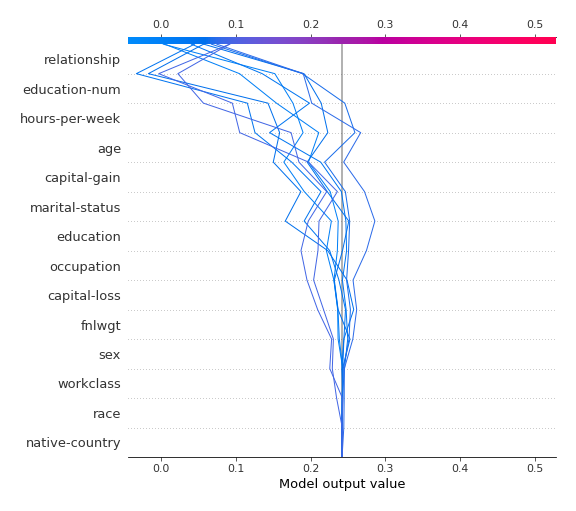 0.0 0.1 0.2 0.3 0.4 0.5
relationship
education-num
hours-per-week
age
capital-gain
marital-status
education
occupation
capital-loss
fnlwgt
sex
workclass
race
native-country
0.0 0.1 0.2 0.3 0.4 0.5
Model output value